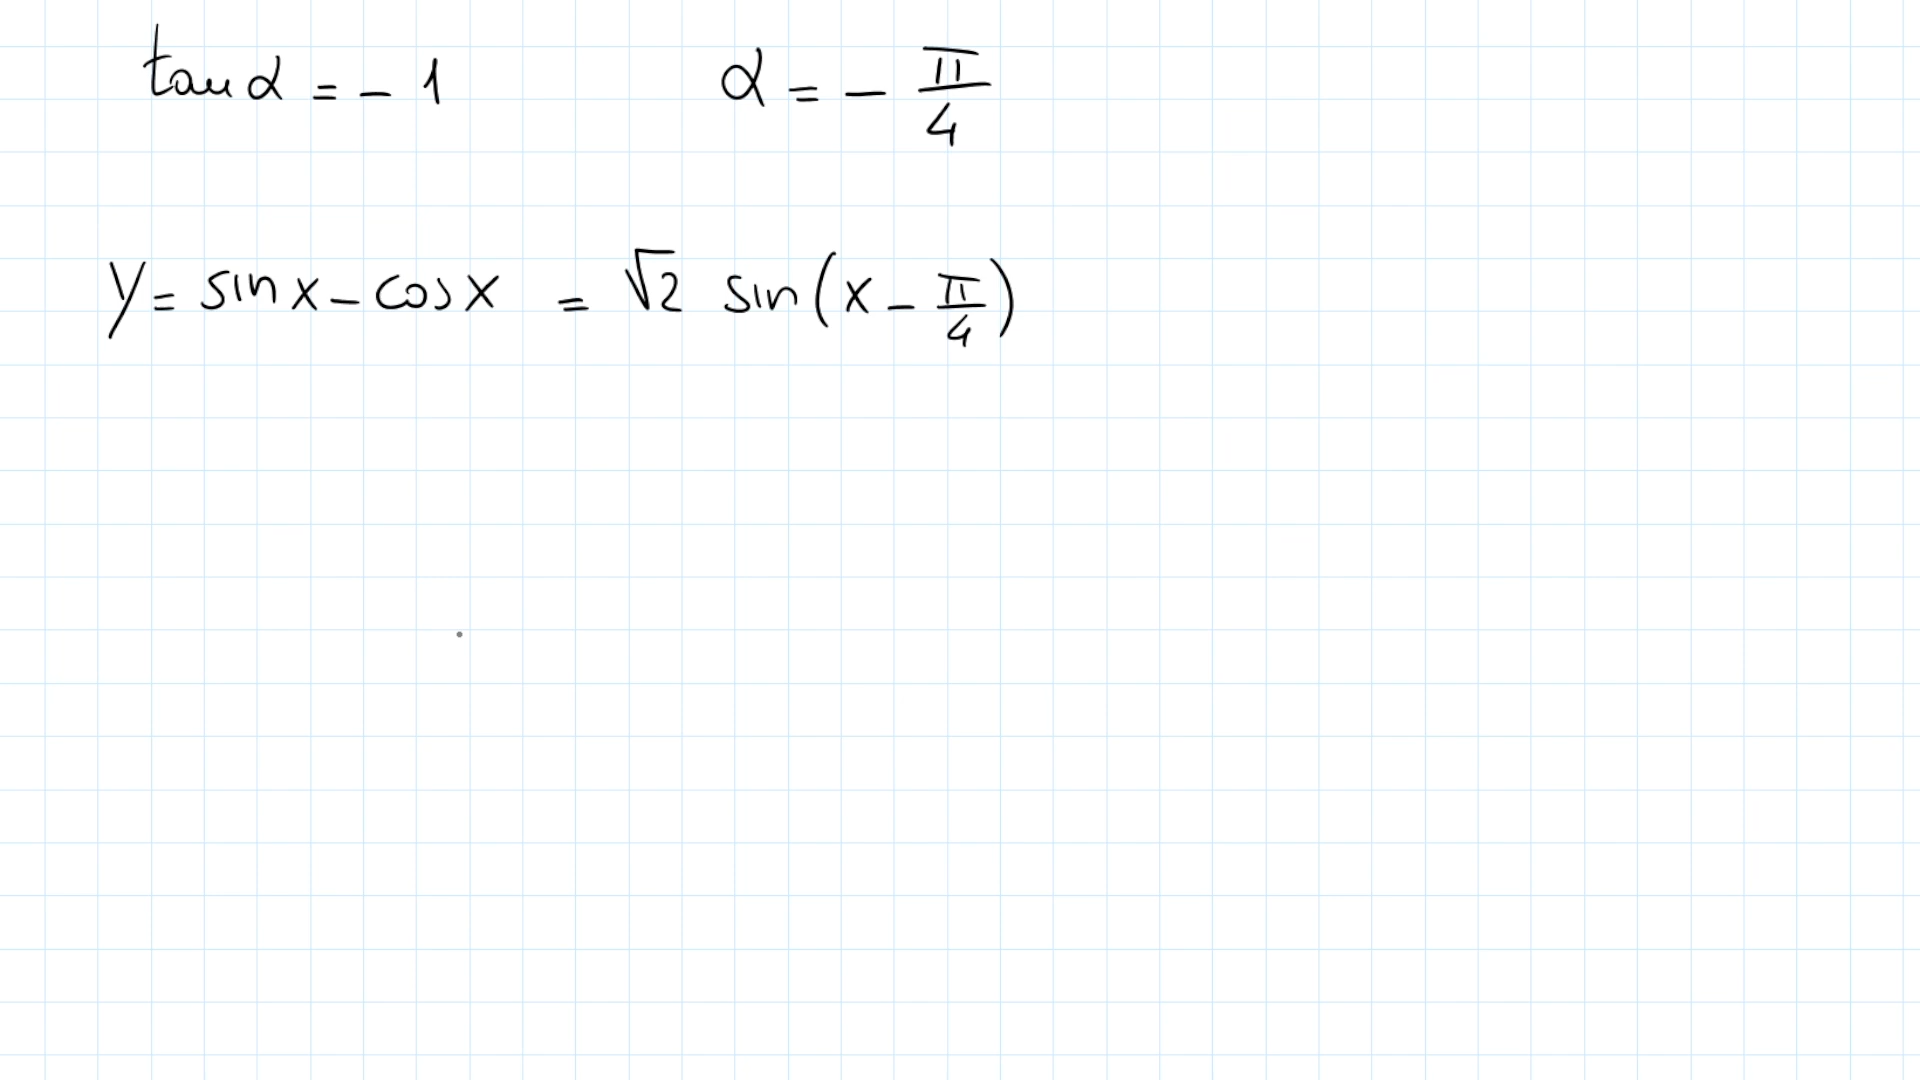 tan α = - 1 α = - π/4
y = sin x - cos x = √2 sin(x - π/4)